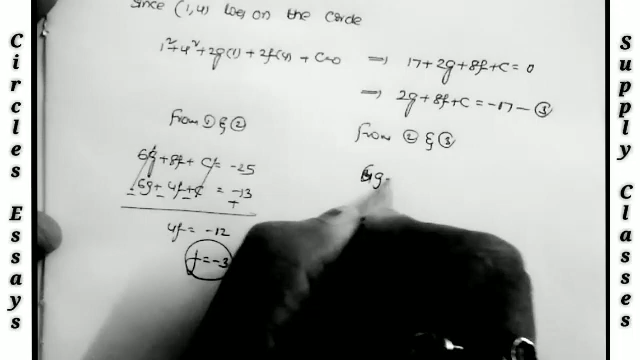 Circles Essays
since (1,4) lies on the circle
1²+4²+2g(1)+2f(4)+c=0 ⟹ 17+2g+8f+c=0
⟹ 2g+8f+c=-17 — ③
from ① & ②
6g+8f+c=-25
6g+4f+c=-13
- - - +
4f=-12
f=-3
from ② & ③
6g
Supply Classes